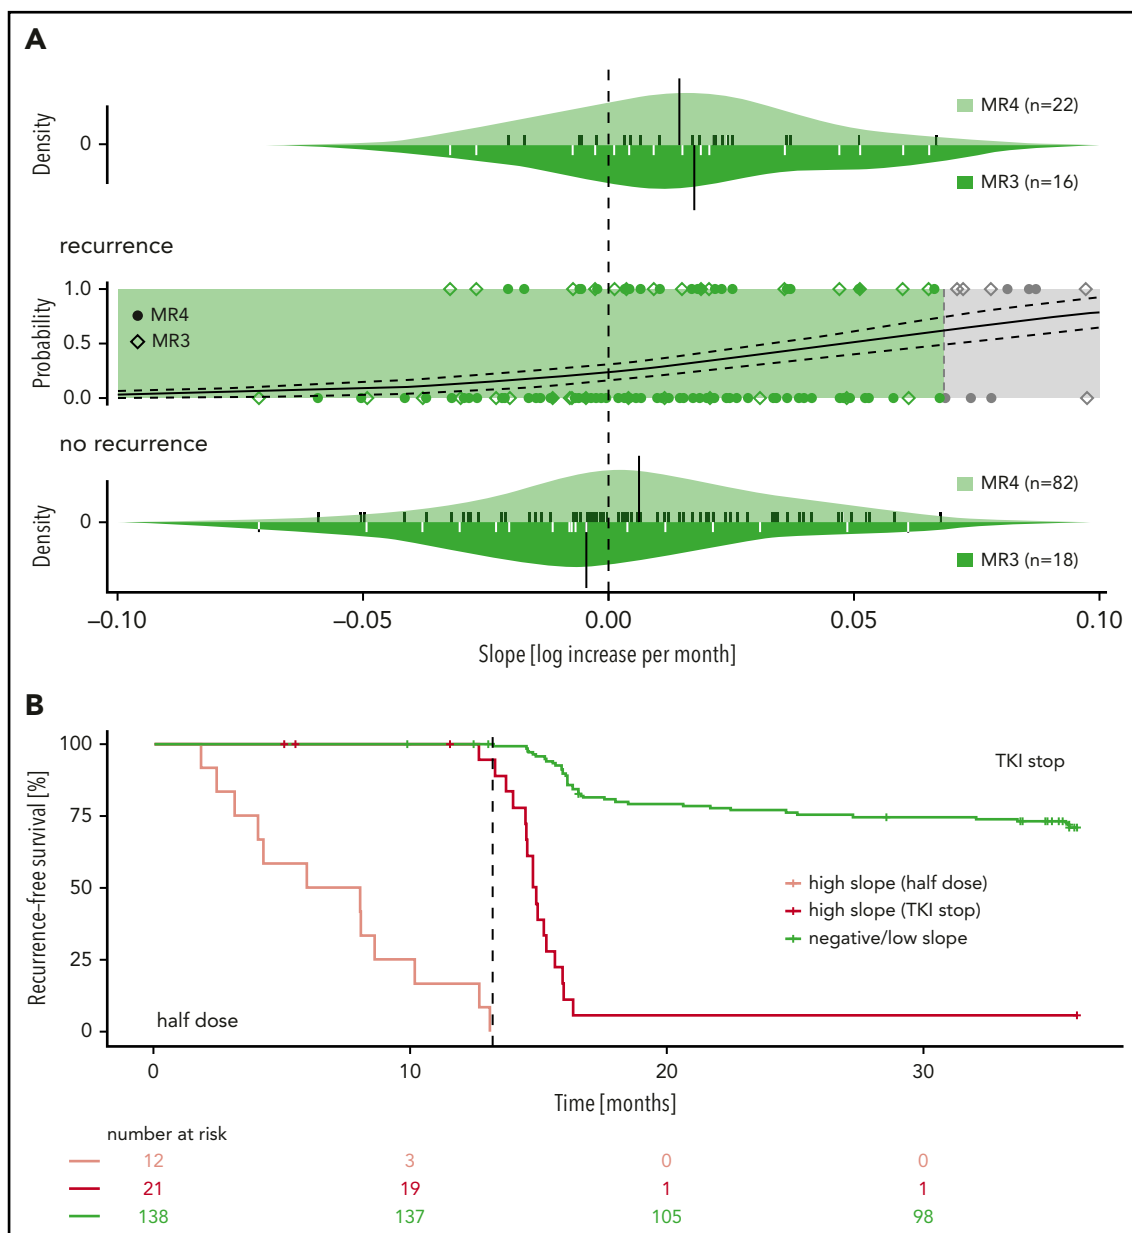 A
Density
0
MR4 (n=22)
MR3 (n=16)
recurrence
Probability
1.0
0.5
0.0
MR4
MR3
no recurrence
Density
0
MR4 (n=82)
MR3 (n=18)
–0.10
–0.05
0.00
0.05
0.10
Slope [log increase per month]
B
Recurrence–free survival [%]
100
75
50
25
0
TKI stop
high slope (half dose)
high slope (TKI stop)
negative/low slope
half dose
0
10
20
30
Time [months]
number at risk
12 3 0 0
21 19 1 1
138 137 105 98